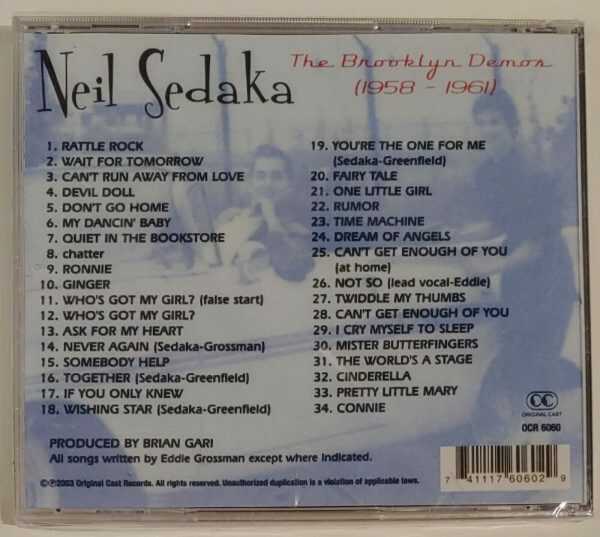 Neil Sedaka
The Brooklyn Demos
(1958 - 1961)
1. RATTLE ROCK
2. WAIT FOR TOMORROW
3. CAN'T RUN AWAY FROM LOVE
4. DEVIL DOLL
5. DON'T GO HOME
6. MY DANCIN' BABY
7. QUIET IN THE BOOKSTORE
8. chatter
9. RONNIE
10. GINGER
11. WHO'S GOT MY GIRL? (false start)
12. WHO'S GOT MY GIRL?
13. ASK FOR MY HEART
14. NEVER AGAIN (Sedaka-Grossman)
15. SOMEBODY HELP
16. TOGETHER (Sedaka-Greenfield)
17. IF YOU ONLY KNEW
18. WISHING STAR (Sedaka-Greenfield)
19. YOU'RE THE ONE FOR ME
(Sedaka-Greenfield)
20. FAIRY TALE
21. ONE LITTLE GIRL
22. RUMOR
23. TIME MACHINE
24. DREAM OF ANGELS
25. CAN'T GET ENOUGH OF YOU
(at home)
26. NOT SO (lead vocal-Eddie)
27. TWIDDLE MY THUMBS
28. CAN'T GET ENOUGH OF YOU
29. I CRY MYSELF TO SLEEP
30. MISTER BUTTERFINGERS
31. THE WORLD'S A STAGE
32. CINDERELLA
33. PRETTY LITTLE MARY
34. CONNIE
OC
ORIGINAL CAST
OCR 6060
PRODUCED BY BRIAN GARI
All songs written by Eddie Grossman except where indicated.
©℗2003 Original Cast Records. All rights reserved. Unauthorized duplication is a violation of applicable laws.
7 41117 60602 9